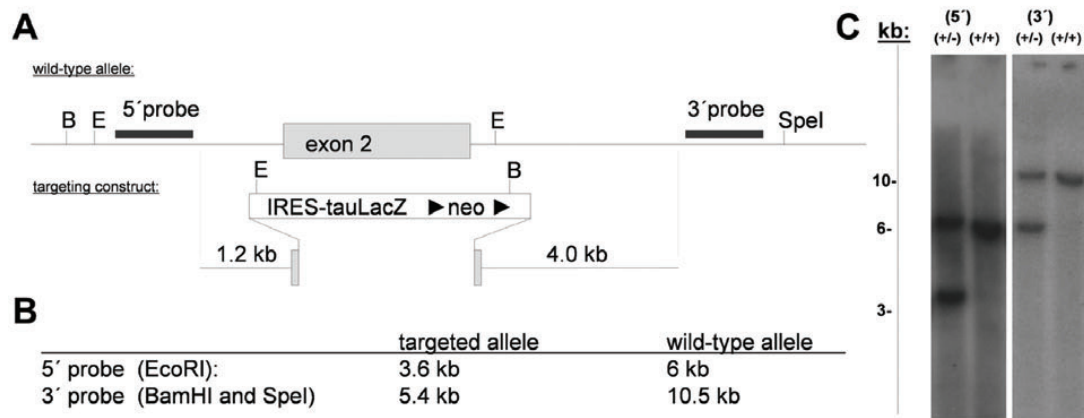 A
wild-type allele:
B E 5´probe E 3´probe SpeI
exon 2
targeting construct:
E B
IRES-tauLacZ ▶neo ▶
1.2 kb 4.0 kb
B
targeted allele wild-type allele
5´ probe (EcoRI): 3.6 kb 6 kb
3´ probe (BamHI and SpeI) 5.4 kb 10.5 kb
C
kb: (5´) (3´)
(+/-) (+/+) (+/-) (+/+)
10-
6-
3-